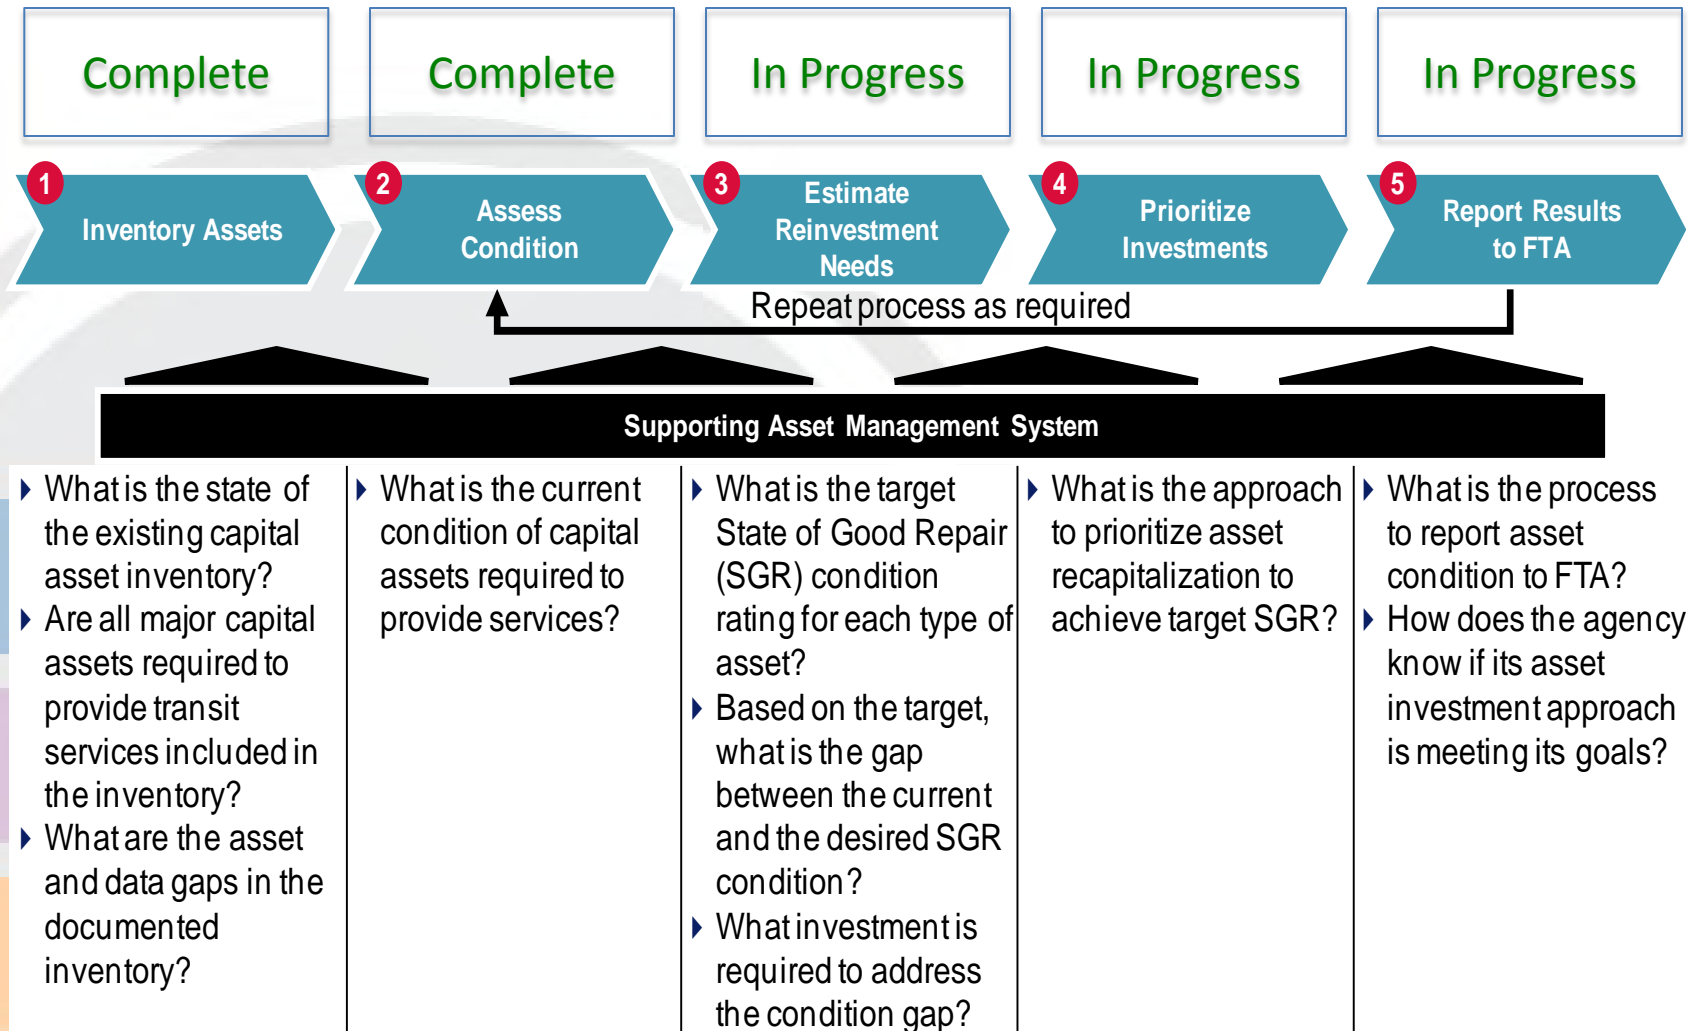 Complete
Complete
In Progress
In Progress
In Progress
1
Inventory Assets
2
Assess
Condition
3
Estimate
Reinvestment
Needs
4
Prioritize
Investments
5
Report Results
to FTA
Repeat process as required
Supporting Asset Management System
What is the state of
the existing capital
asset inventory?
Are all major capital
assets required to
provide transit
services included in
the inventory?
What are the asset
and data gaps in the
documented
inventory?
What is the current
condition of capital
assets required to
provide services?
What is the target
State of Good Repair
(SGR) condition
rating for each type of
asset?
Based on the target,
what is the gap
between the current
and the desired SGR
condition?
What investment is
required to address
the condition gap?
What is the approach
to prioritize asset
recapitalization to
achieve target SGR?
What is the process
to report asset
condition to FTA?
How does the agency
know if its asset
investment approach
is meeting its goals?